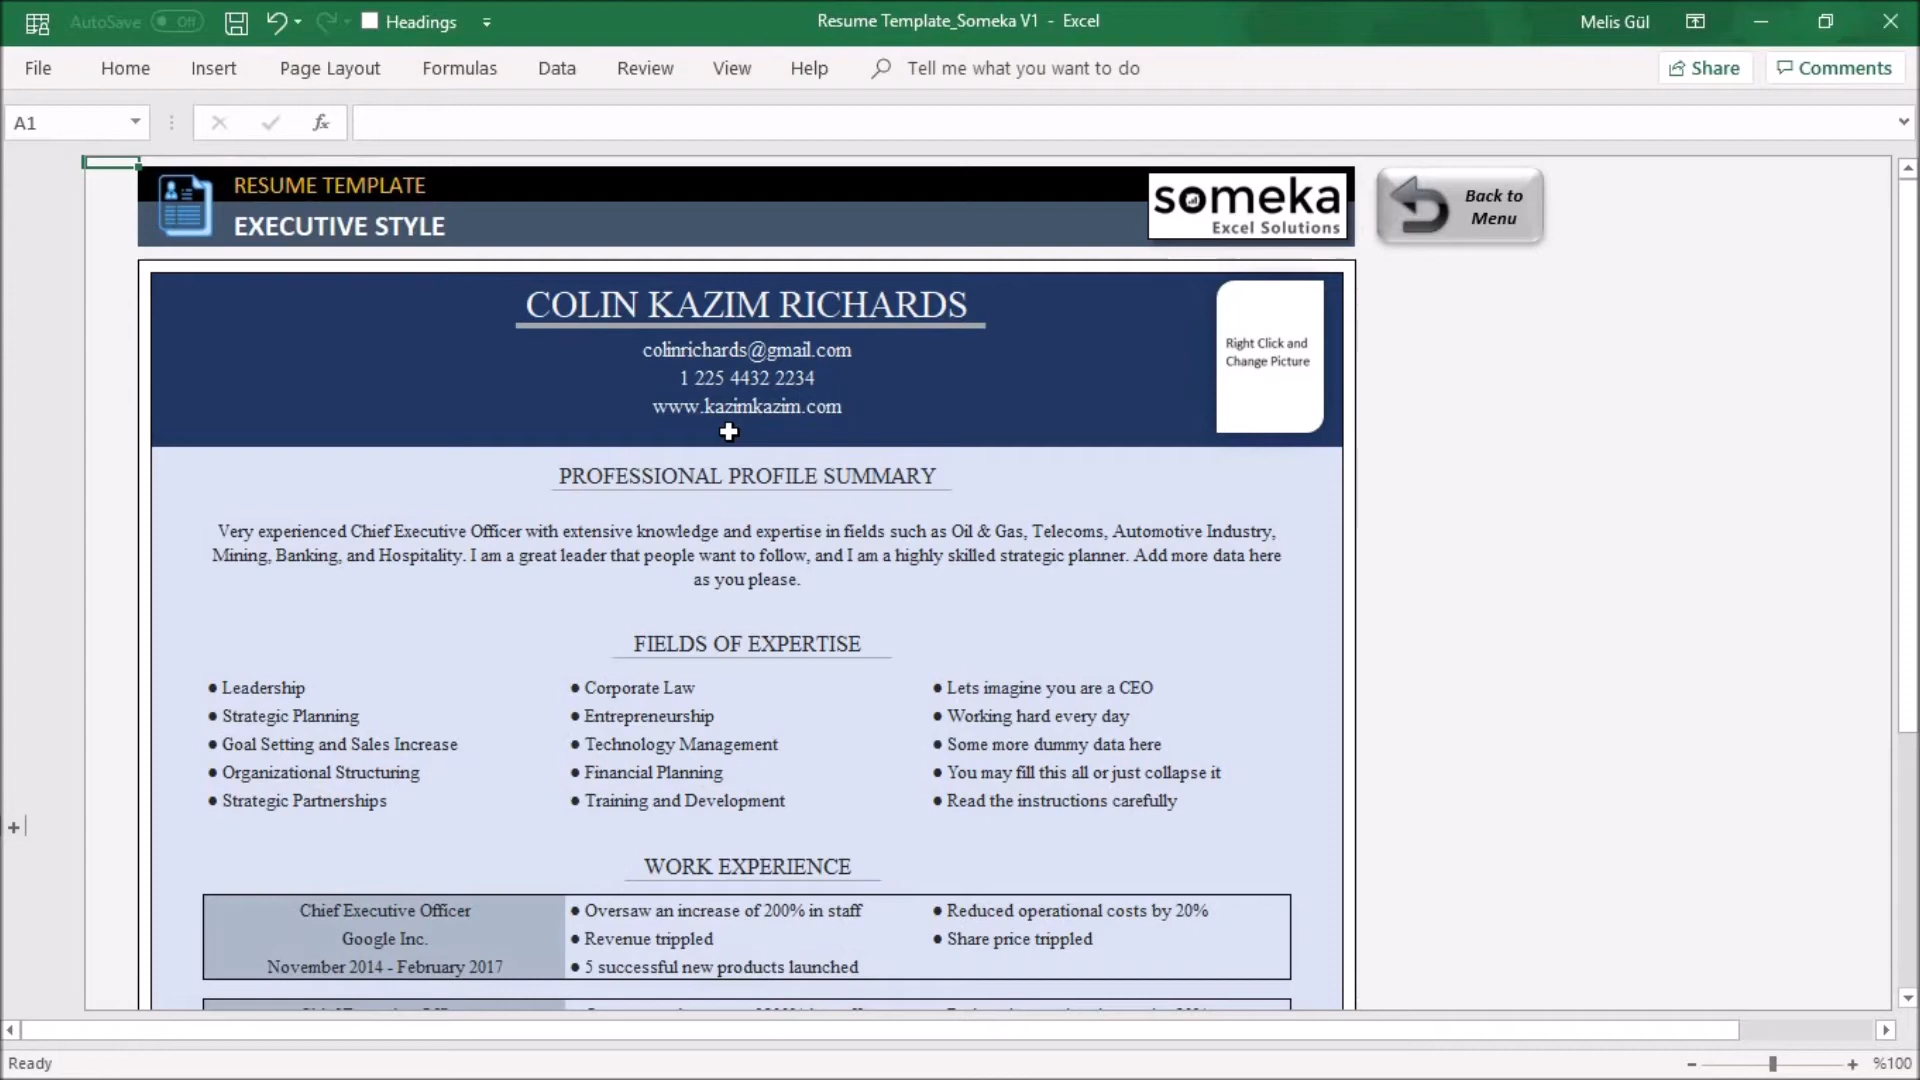 AutoSave Off Headings Resume Template_Someka V1 - Excel Melis Gül
File Home Insert Page Layout Formulas Data Review View Help Tell me what you want to do Share Comments
A1 fx
RESUME TEMPLATE
EXECUTIVE STYLE
someka
Excel Solutions
Back to
Menu
COLIN KAZIM RICHARDS
colinrichards@gmail.com
1 225 4432 2234
www.kazimkazim.com
Right Click and
Change Picture
PROFESSIONAL PROFILE SUMMARY
Very experienced Chief Executive Officer with extensive knowledge and expertise in fields such as Oil & Gas, Telecoms, Automotive Industry,
Mining, Banking, and Hospitality. I am a great leader that people want to follow, and I am a highly skilled strategic planner. Add more data here
as you please.
FIELDS OF EXPERTISE
● Leadership ● Corporate Law ● Lets imagine you are a CEO
● Strategic Planning ● Entrepreneurship ● Working hard every day
● Goal Setting and Sales Increase ● Technology Management ● Some more dummy data here
● Organizational Structuring ● Financial Planning ● You may fill this all or just collapse it
● Strategic Partnerships ● Training and Development ● Read the instructions carefully
WORK EXPERIENCE
Chief Executive Officer ● Oversaw an increase of 200% in staff ● Reduced operational costs by 20%
Google Inc. ● Revenue trippled ● Share price trippled
November 2014 - February 2017 ● 5 successful new products launched
Ready %100